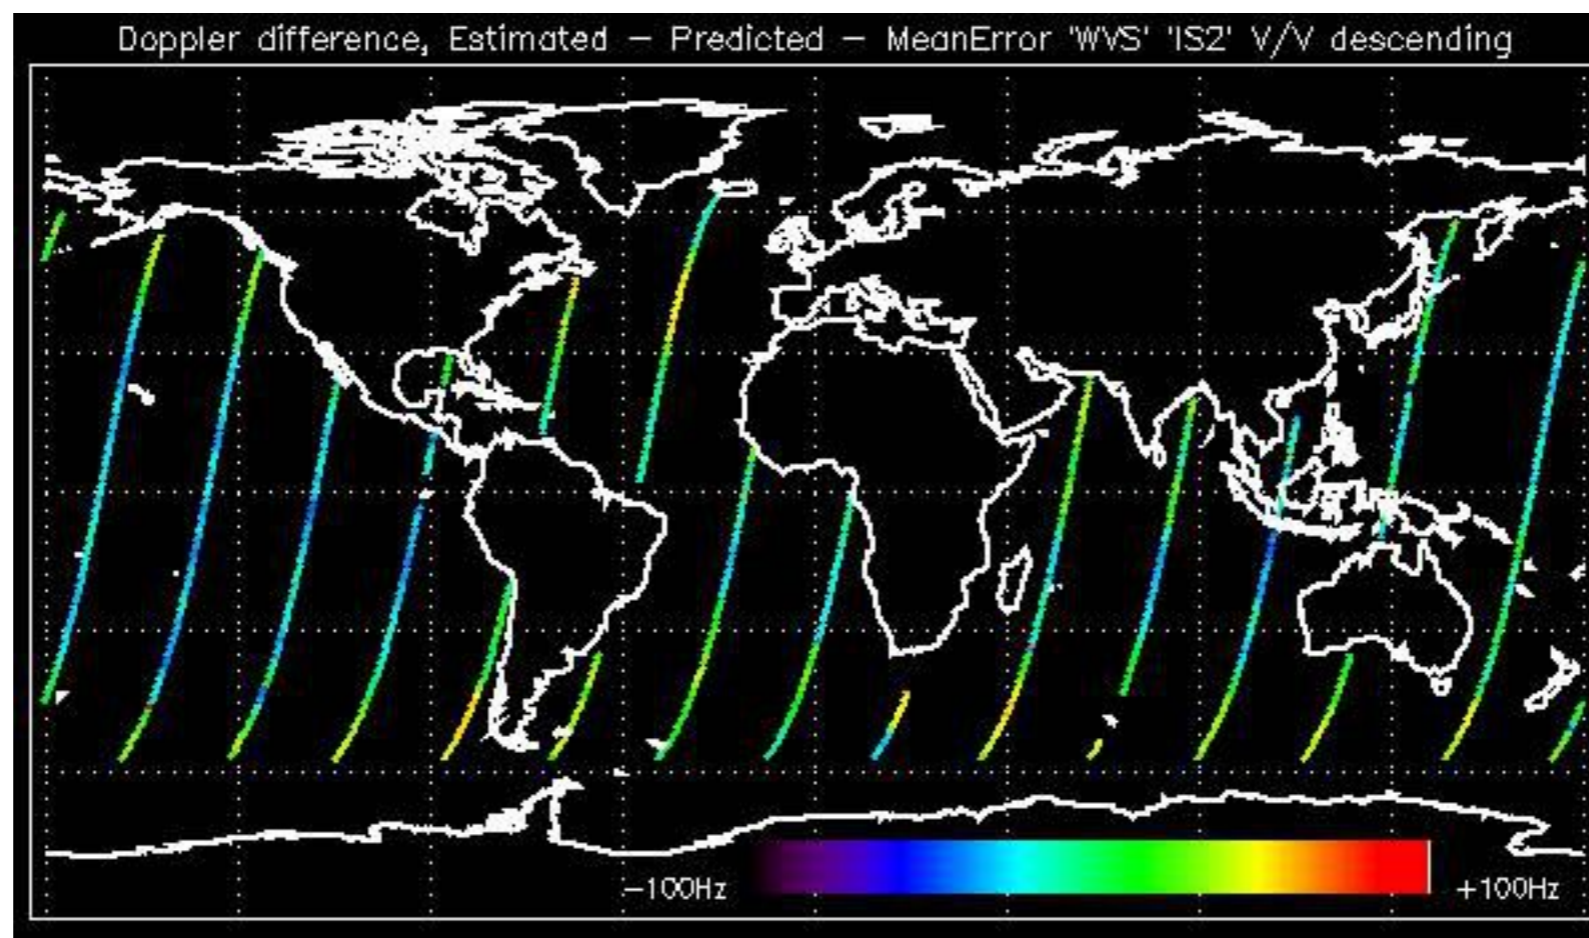 Doppler difference, Estimated – Predicted – MeanError 'WVS' 'IS2' V/V descending
–100Hz
+100Hz